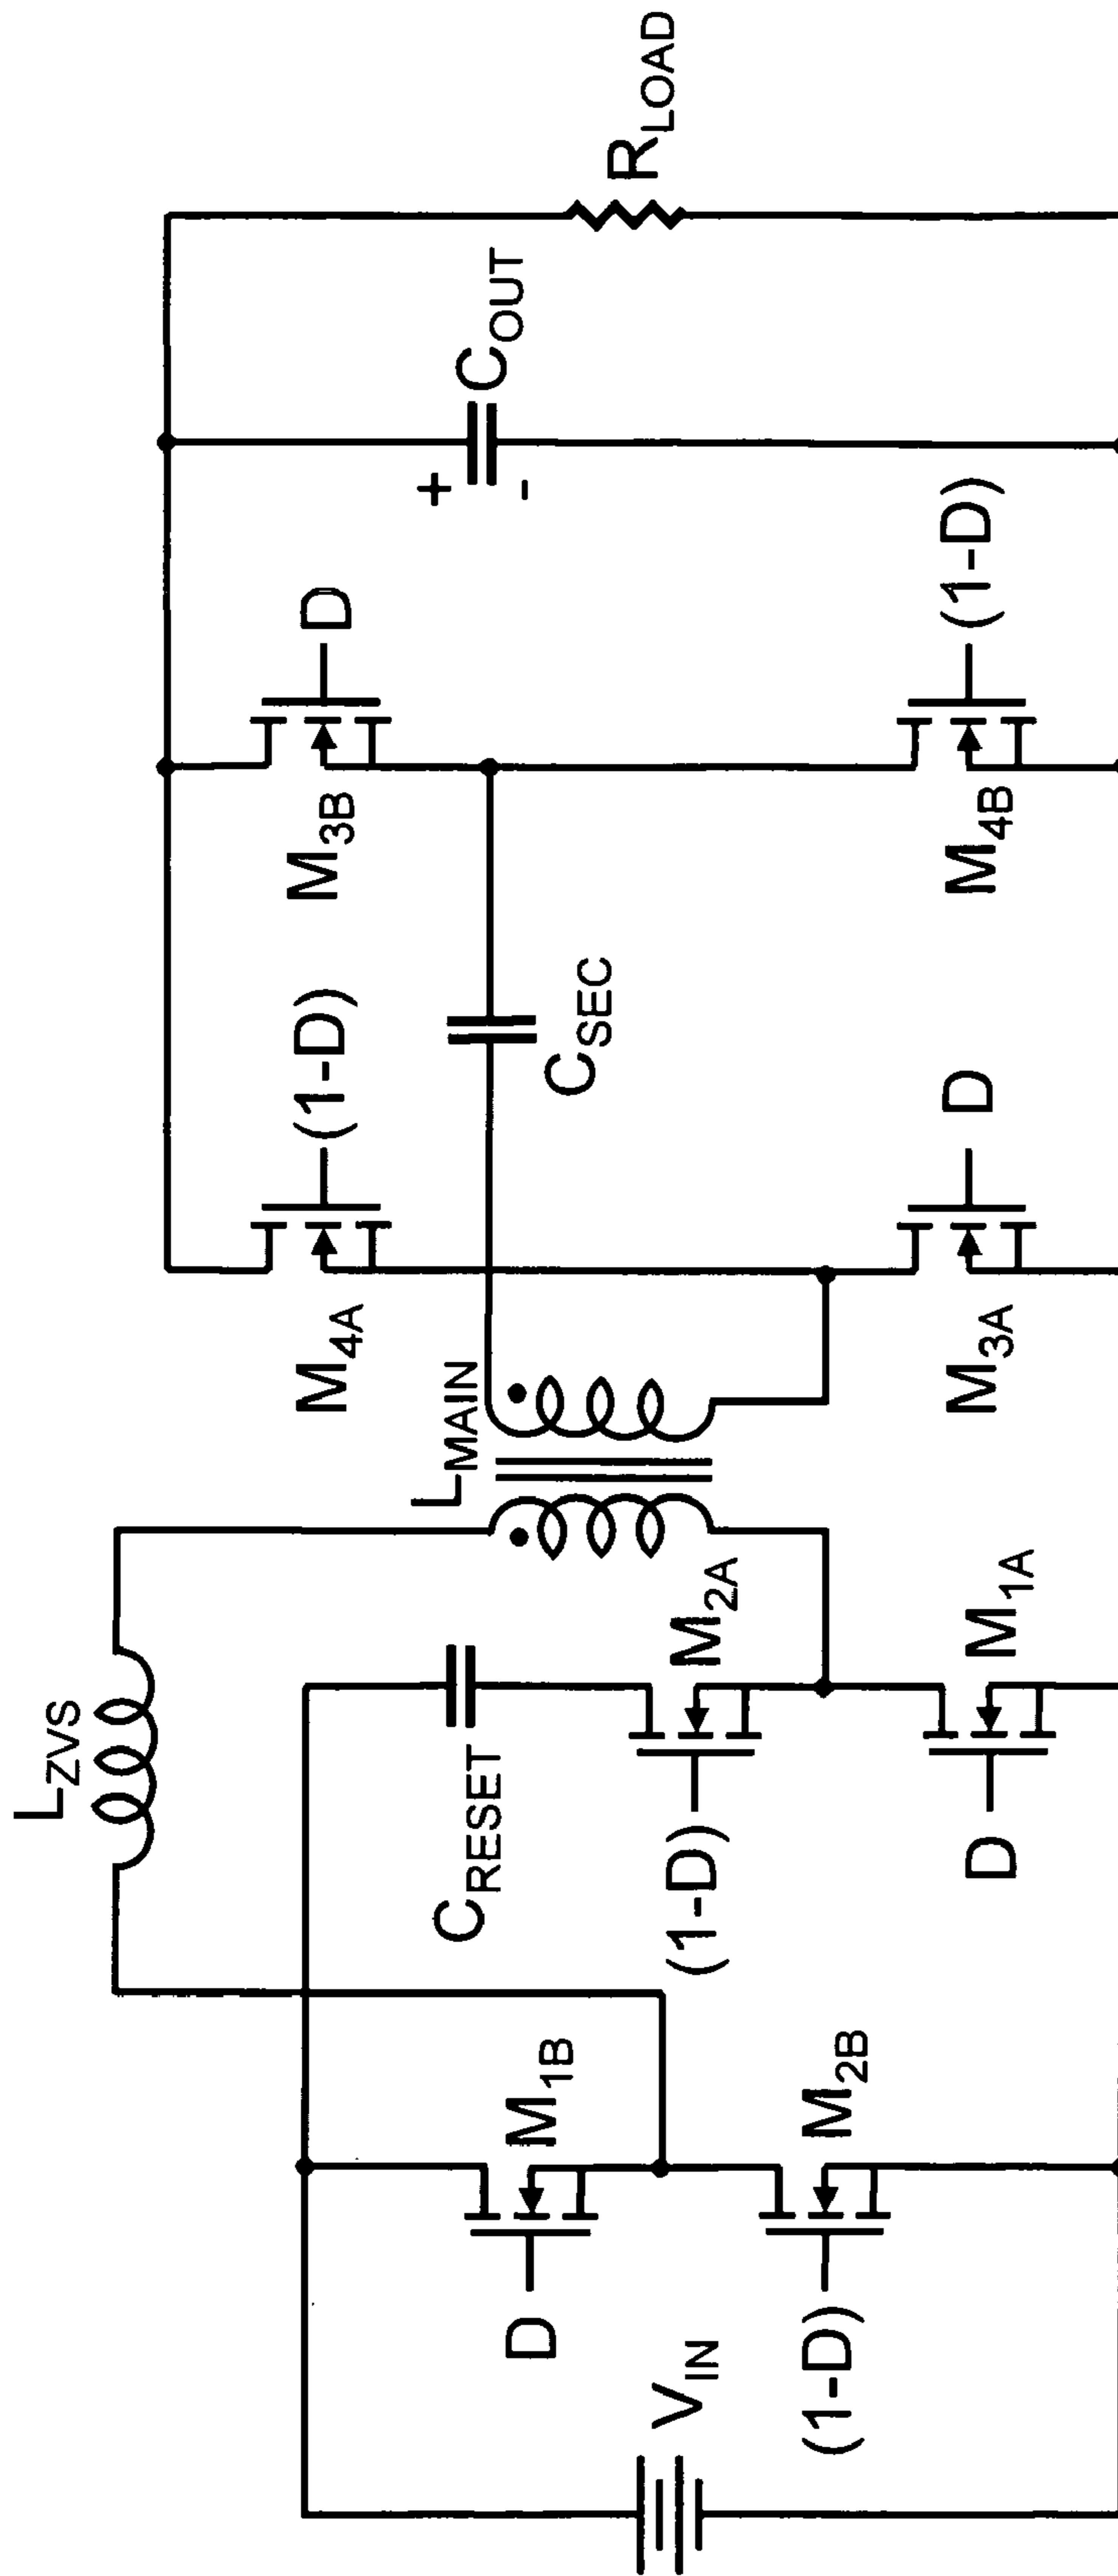 L_ZVS
L_MAIN
M_4A
(1-D)
M_3B
D
C_OUT
+
-
R_LOAD
C_SEC
M_3A
D
M_4B
(1-D)
C_RESET
M_2A
(1-D)
M_1A
D
M_1B
D
M_2B
(1-D)
V_IN